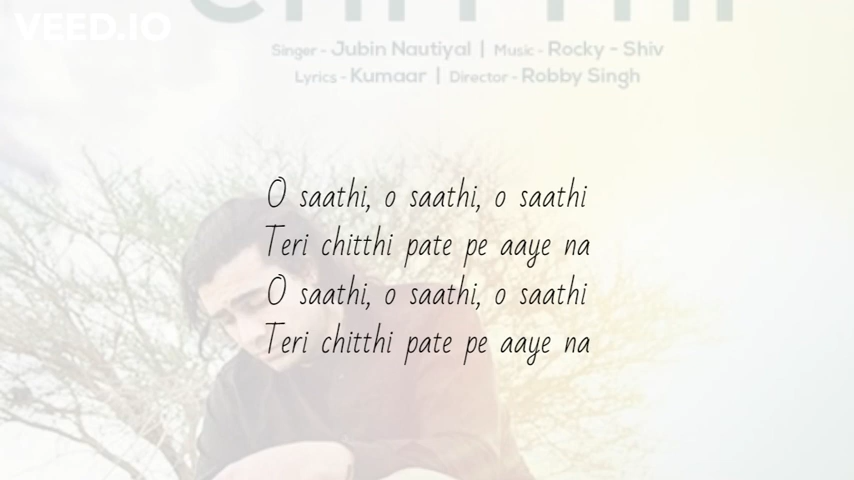 VEED.IO
Singer - Jubin Nautiyal | Music - Rocky - Shiv
Lyrics - Kumaar | Director - Robby Singh
O saathi, o saathi, o saathi
Teri chitthi pate pe aaye na
O saathi, o saathi, o saathi
Teri chitthi pate pe aaye na